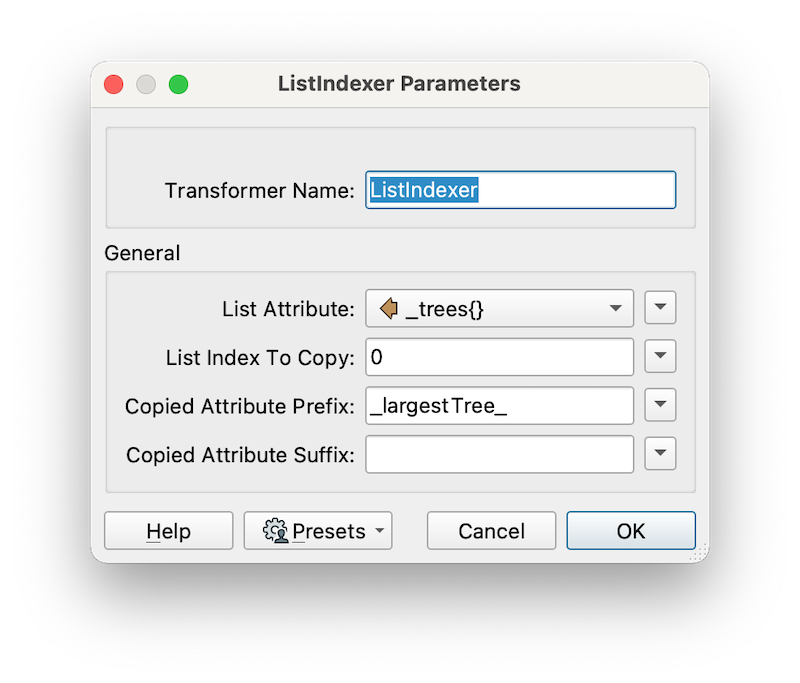 ListIndexer Parameters
Transformer Name: ListIndexer
General
List Attribute: _trees{}
List Index To Copy: 0
Copied Attribute Prefix: _largestTree_
Copied Attribute Suffix:
Help Presets Cancel OK